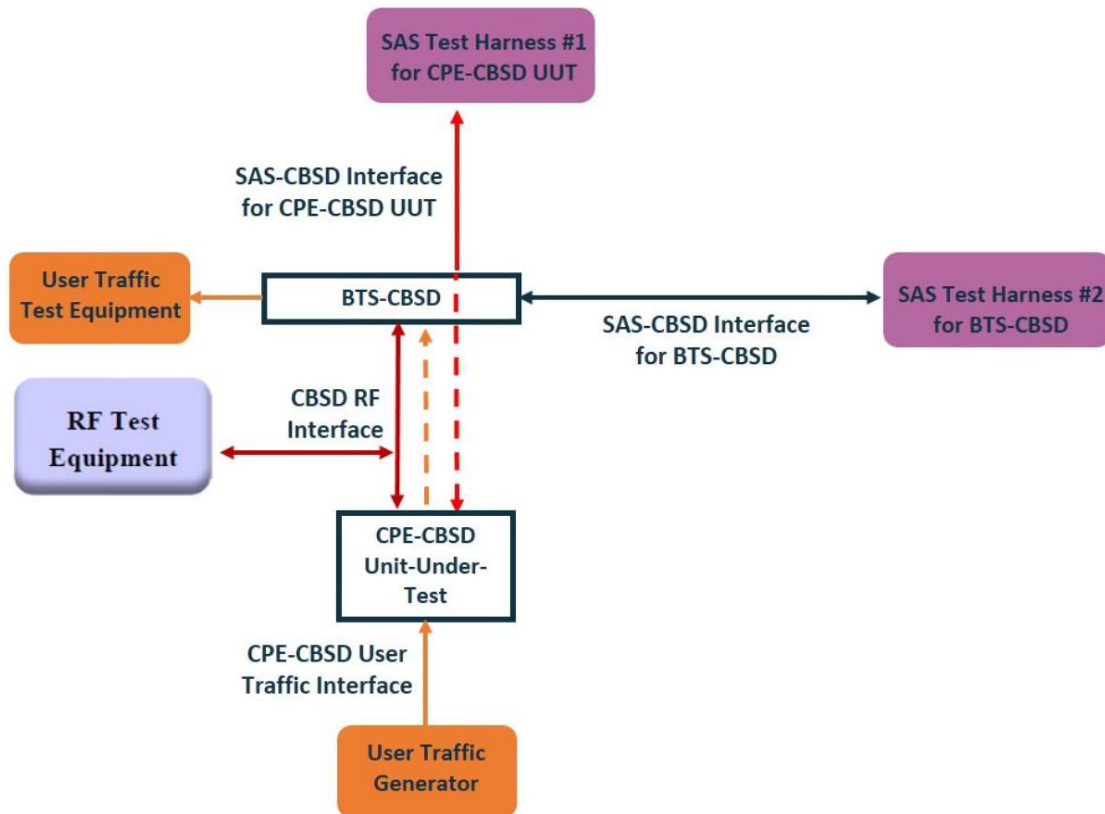 SAS Test Harness #1
for CPE-CBSD UUT
SAS-CBSD Interface
for CPE-CBSD UUT
User Traffic
Test Equipment
BTS-CBSD
SAS Test Harness #2
for BTS-CBSD
SAS-CBSD Interface
for BTS-CBSD
RF Test
Equipment
CBSD RF
Interface
CPE-CBSD
Unit-Under-
Test
CPE-CBSD User
Traffic Interface
User Traffic
Generator